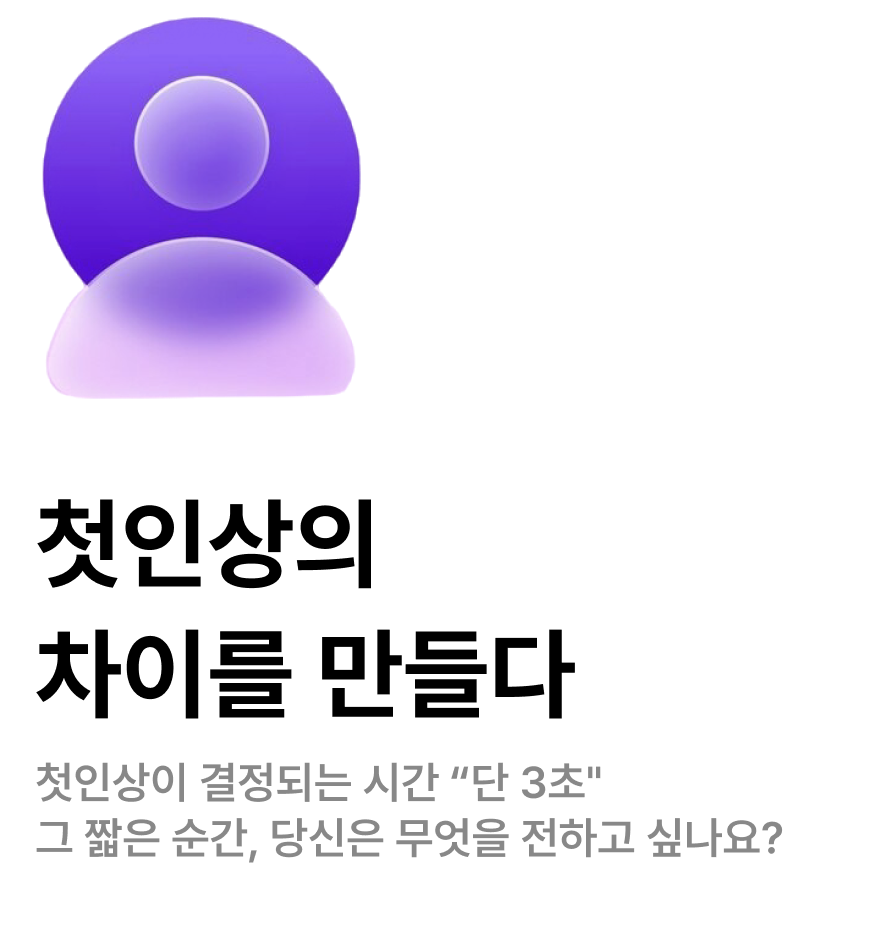 첫인상의
차이를 만들다
첫인상이 결정되는 시간 “단 3초"
그 짧은 순간, 당신은 무엇을 전하고 싶나요?